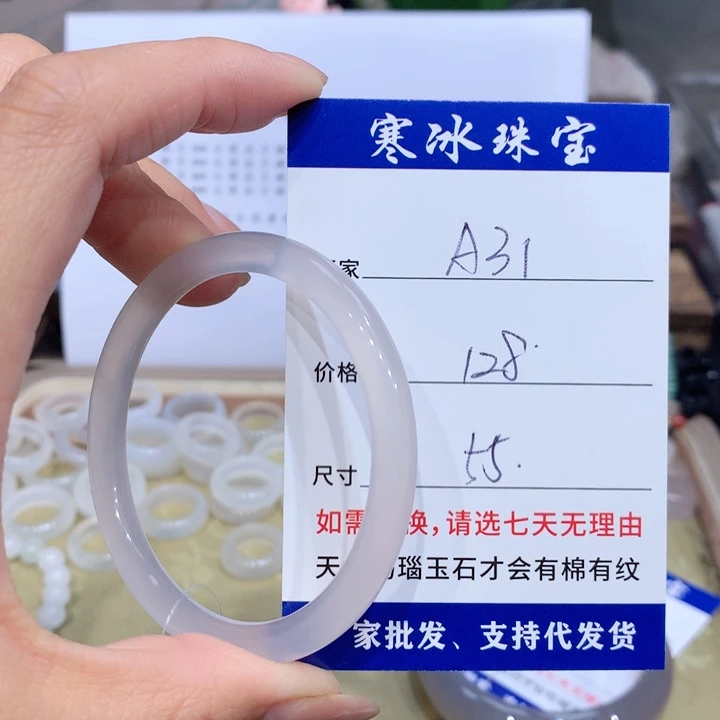 寒冰珠宝
家 A31
价格 128.
尺寸 55.
如需 换，请选七天无理由
天 瑙玉石才会有棉有纹
家批发、支持代发货